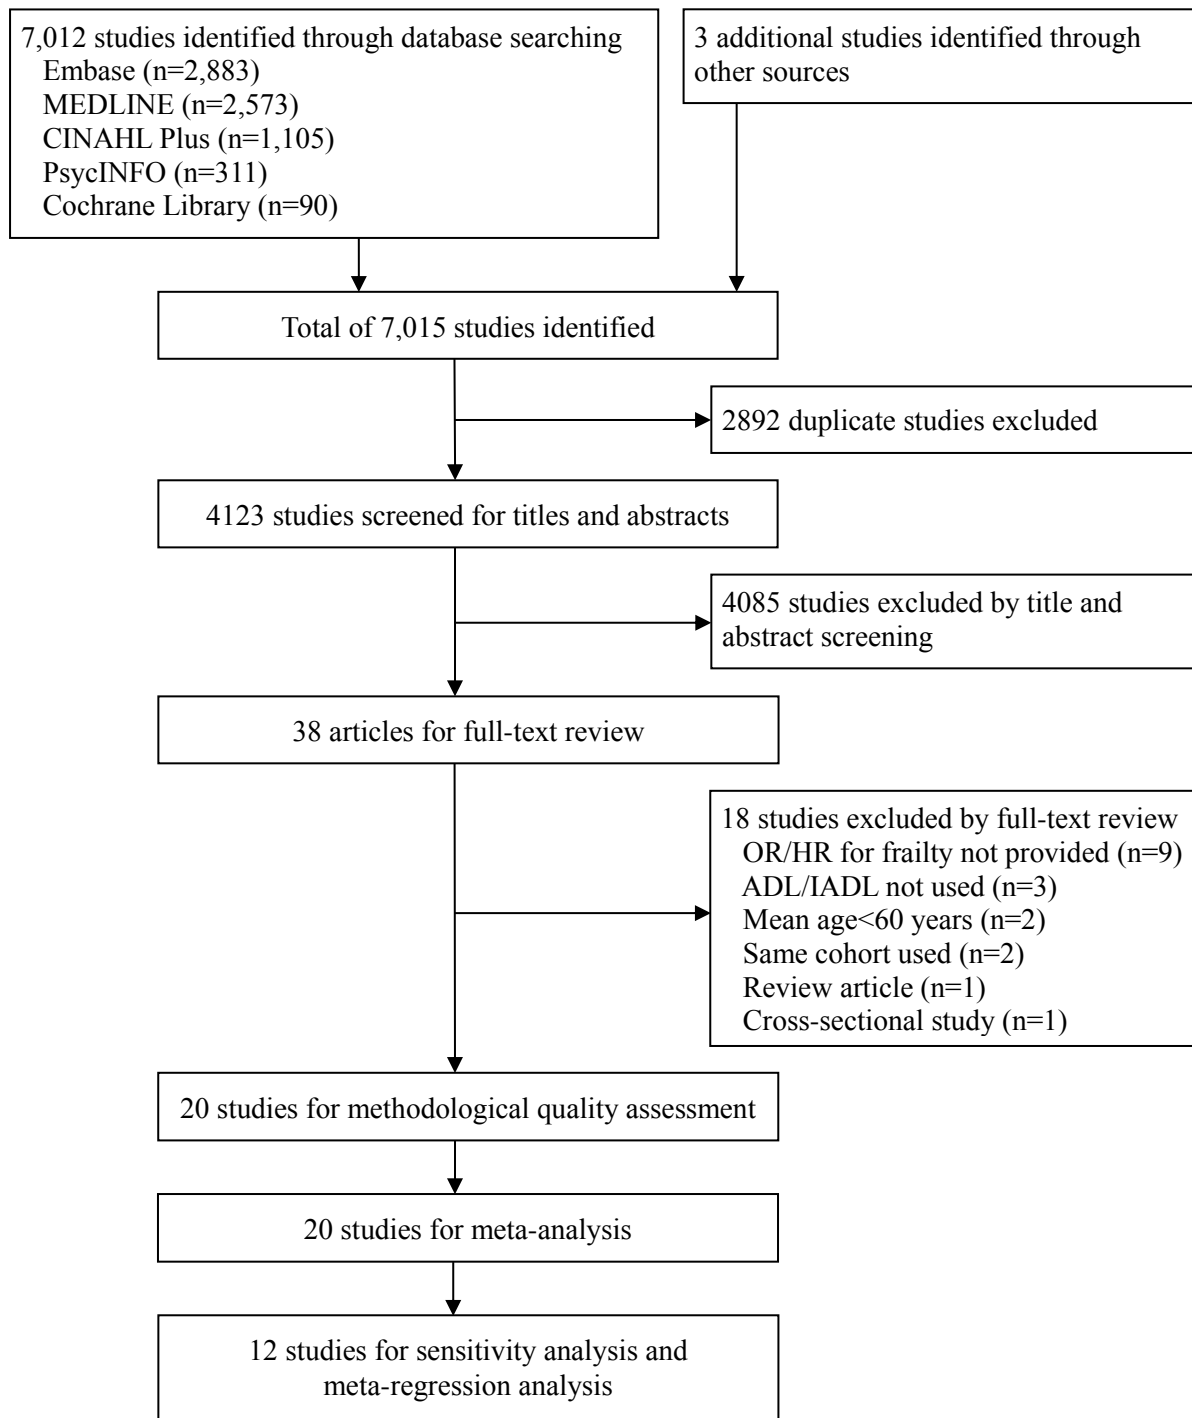 7,012 studies identified through database searching
Embase (n=2,883)
MEDLINE (n=2,573)
CINAHL Plus (n=1,105)
PsycINFO (n=311)
Cochrane Library (n=90)
3 additional studies identified through
other sources
Total of 7,015 studies identified
2892 duplicate studies excluded
4123 studies screened for titles and abstracts
4085 studies excluded by title and
abstract screening
38 articles for full-text review
18 studies excluded by full-text review
OR/HR for frailty not provided (n=9)
ADL/IADL not used (n=3)
Mean age<60 years (n=2)
Same cohort used (n=2)
Review article (n=1)
Cross-sectional study (n=1)
20 studies for methodological quality assessment
20 studies for meta-analysis
12 studies for sensitivity analysis and
meta-regression analysis